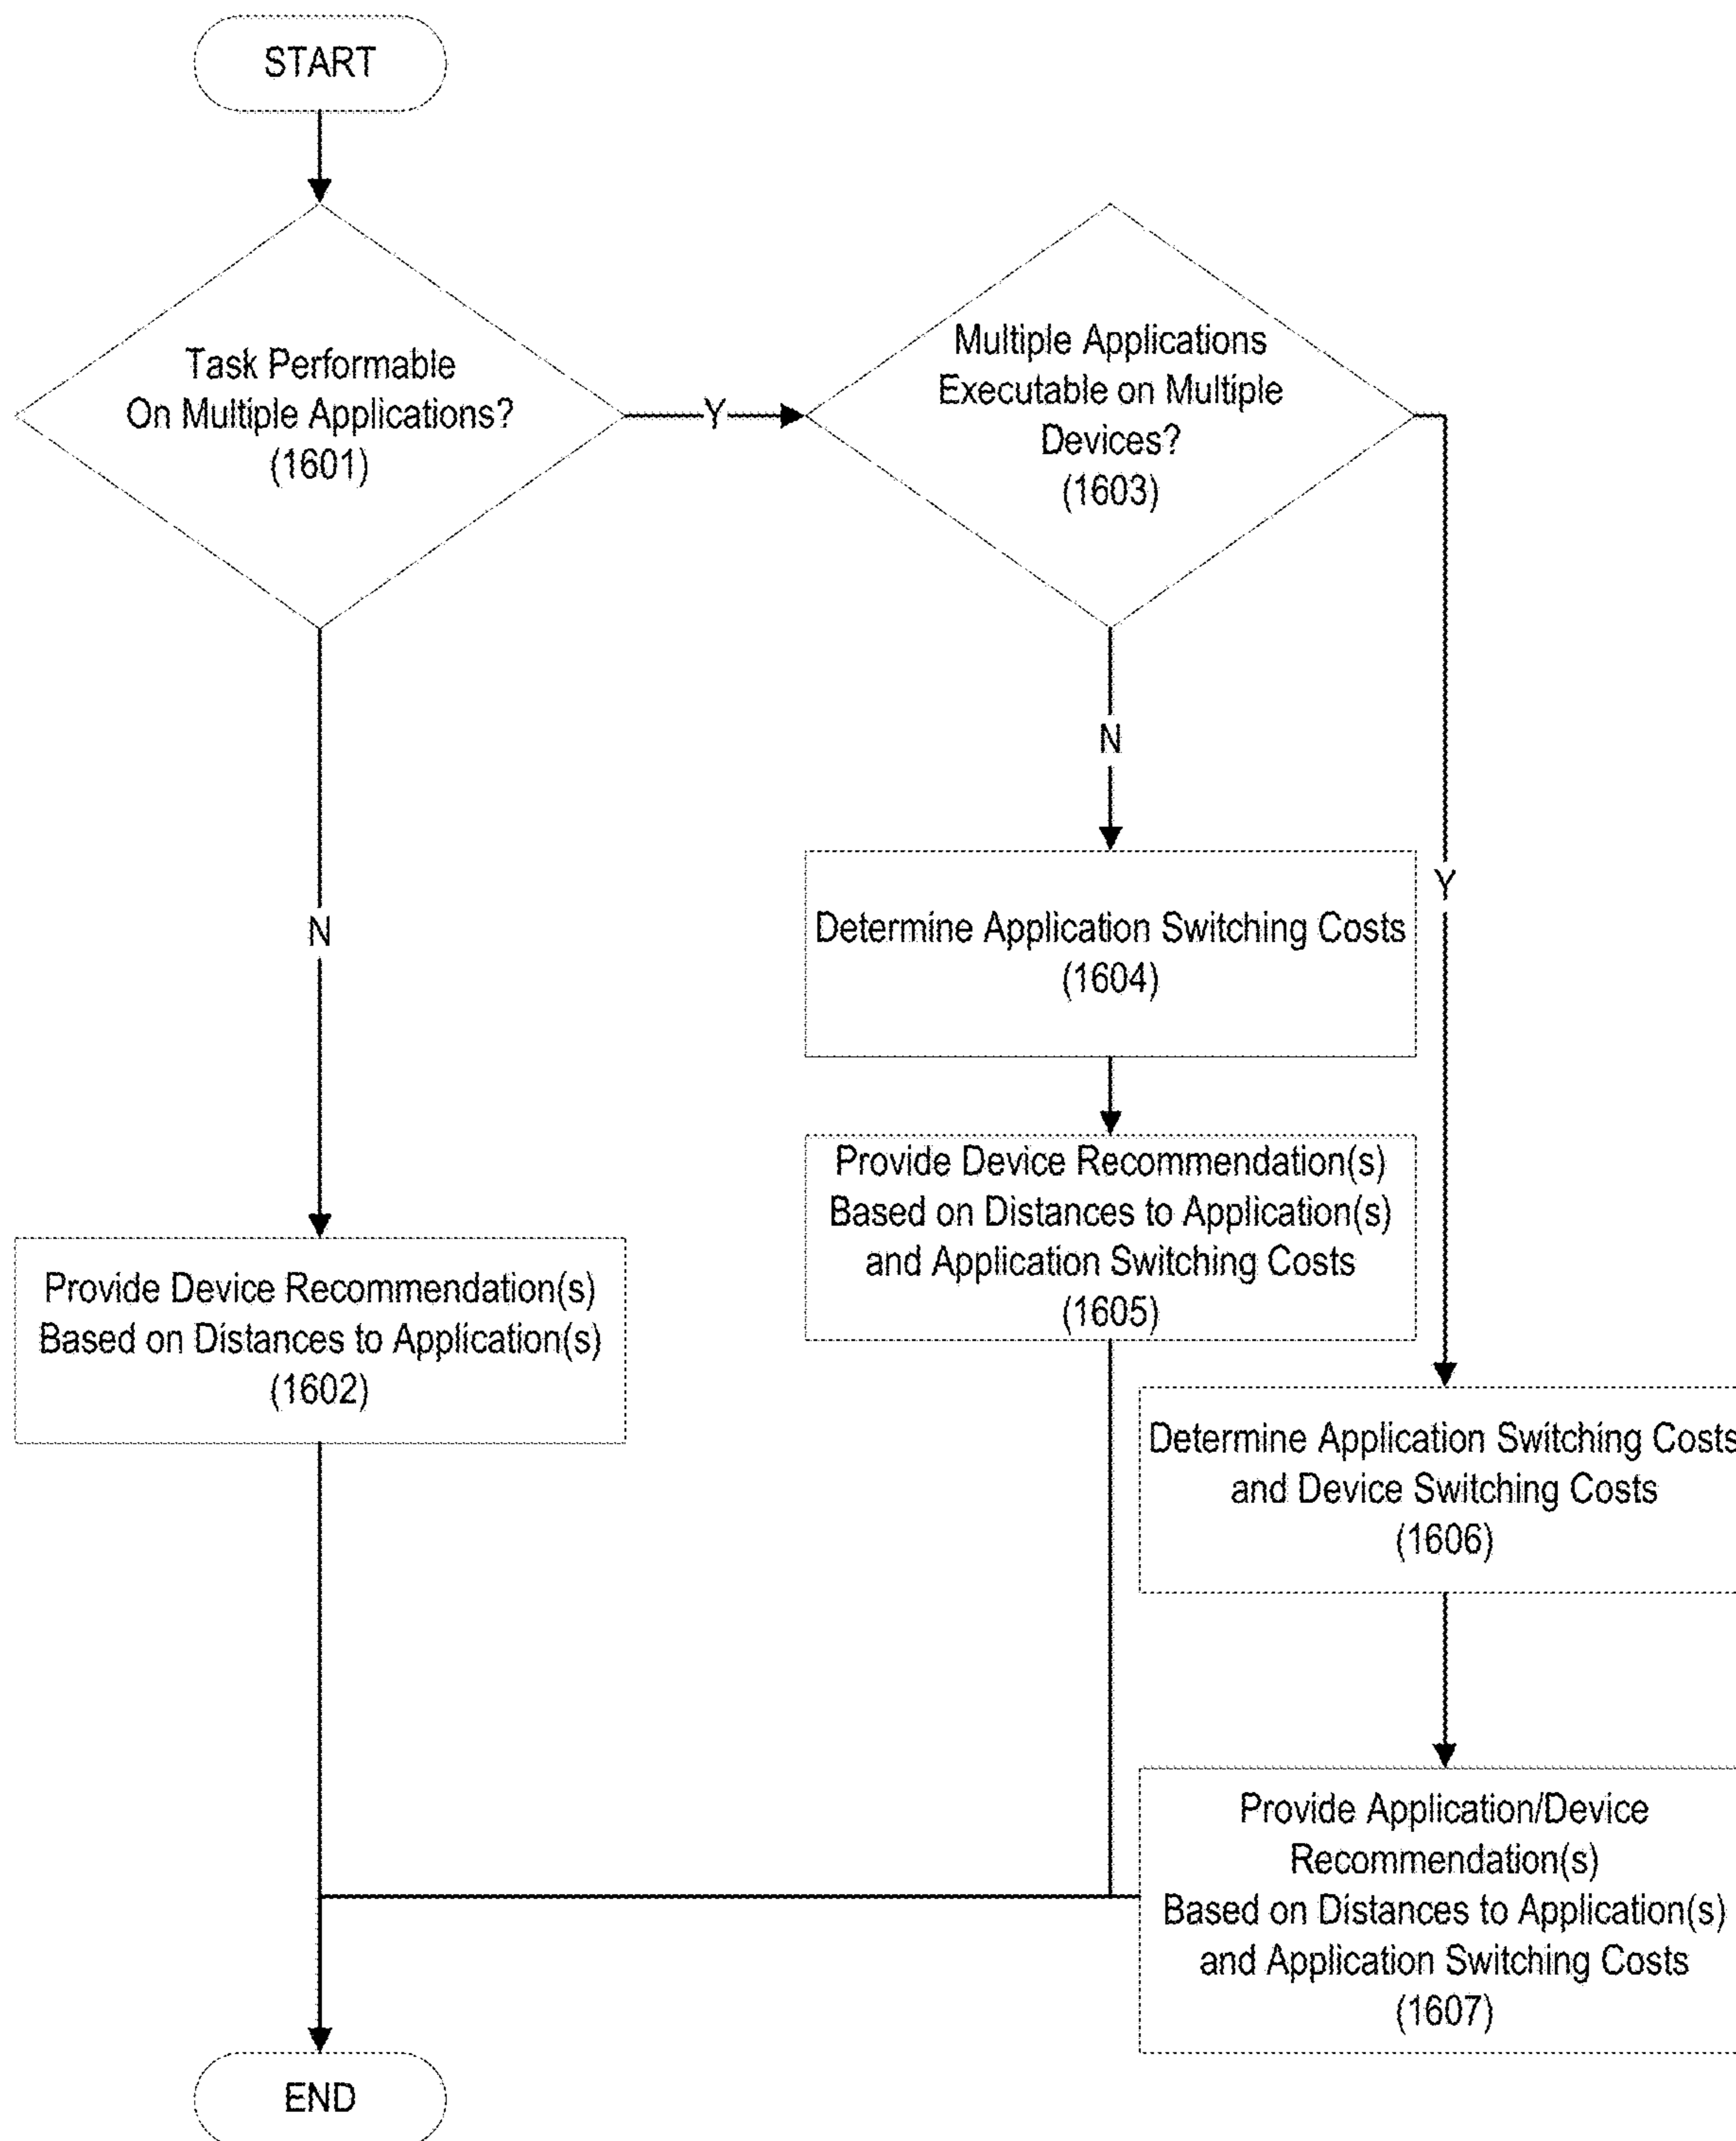 START
Task Performable
On Multiple Applications?
(1601)
Y
Multiple Applications
Executable on Multiple
Devices?
(1603)
N
Y
N
Determine Application Switching Costs
(1604)
Provide Device Recommendation(s)
Based on Distances to Application(s)
and Application Switching Costs
(1605)
Provide Device Recommendation(s)
Based on Distances to Application(s)
(1602)
Determine Application Switching Costs
and Device Switching Costs
(1606)
Provide Application/Device
Recommendation(s)
Based on Distances to Application(s)
and Application Switching Costs
(1607)
END